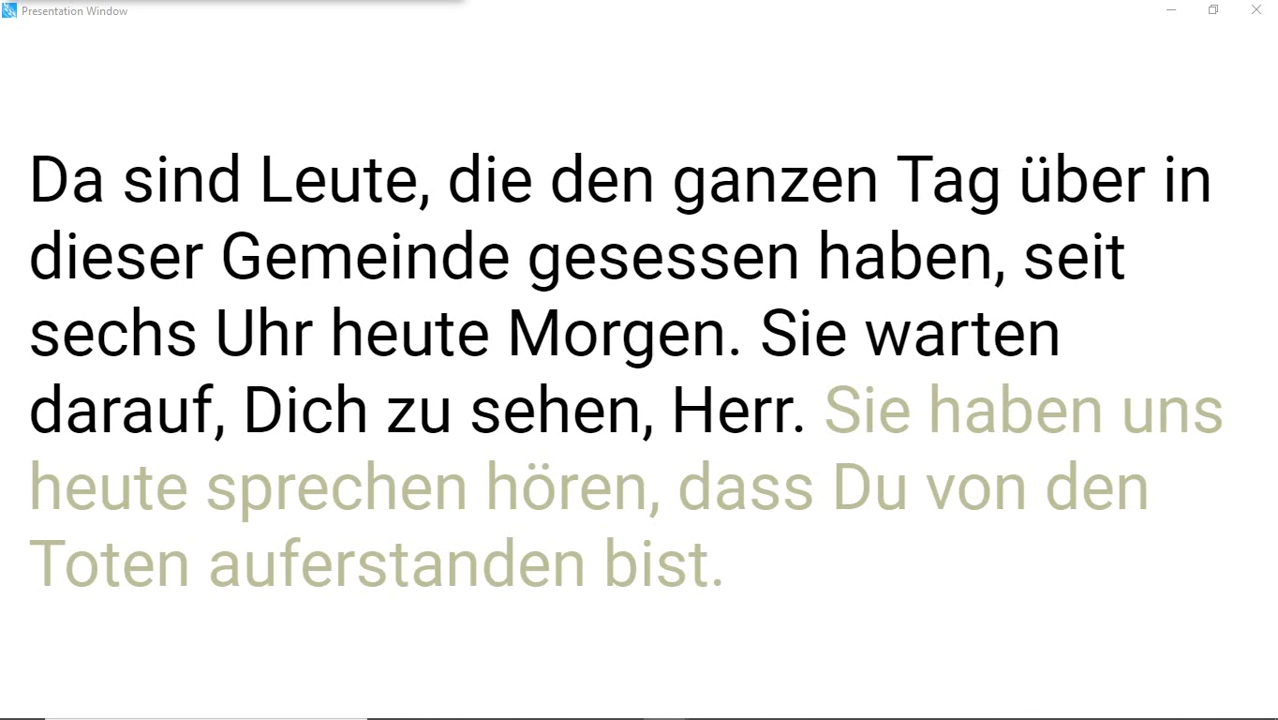 Presentation Window
Da sind Leute, die den ganzen Tag über in
dieser Gemeinde gesessen haben, seit
sechs Uhr heute Morgen. Sie warten
darauf, Dich zu sehen, Herr. Sie haben uns
heute sprechen hören, dass Du von den
Toten auferstanden bist.